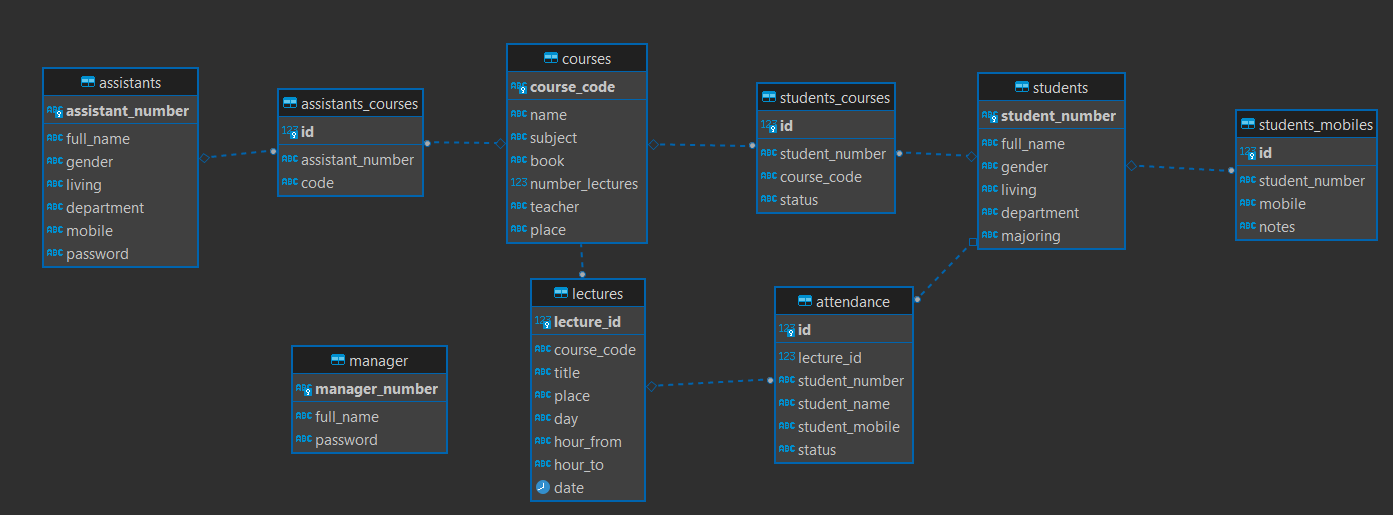 assistants
assistant_number
full_name
gender
living
department
mobile
password
assistants_courses
id
assistant_number
code
courses
course_code
name
subject
book
number_lectures
teacher
place
students_courses
id
student_number
course_code
status
students
student_number
full_name
gender
living
department
majoring
students_mobiles
id
student_number
mobile
notes
manager
manager_number
full_name
password
lectures
lecture_id
course_code
title
place
day
hour_from
hour_to
date
attendance
id
lecture_id
student_number
student_name
student_mobile
status